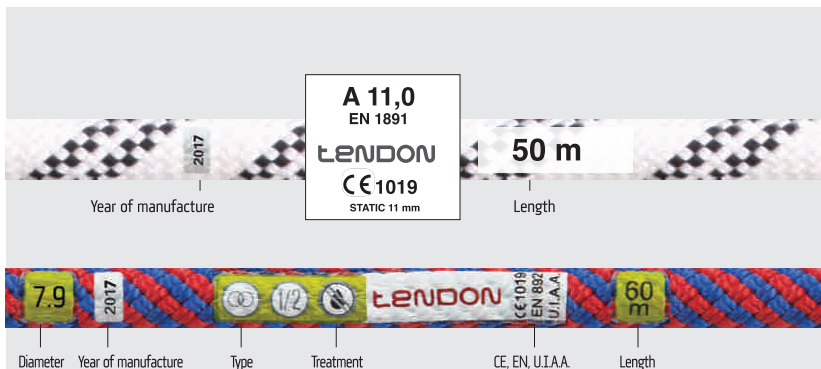 2017
A 11,0
EN 1891
tendon
CE 1019
STATIC 11 mm
50 m
Year of manufacture
Length
7.9
2017
1/2
tendon
CE 1019
EN 892
U.I.A.A.
60
m
Diameter
Year of manufacture
Type
Treatment
CE, EN, U.I.A.A.
Length